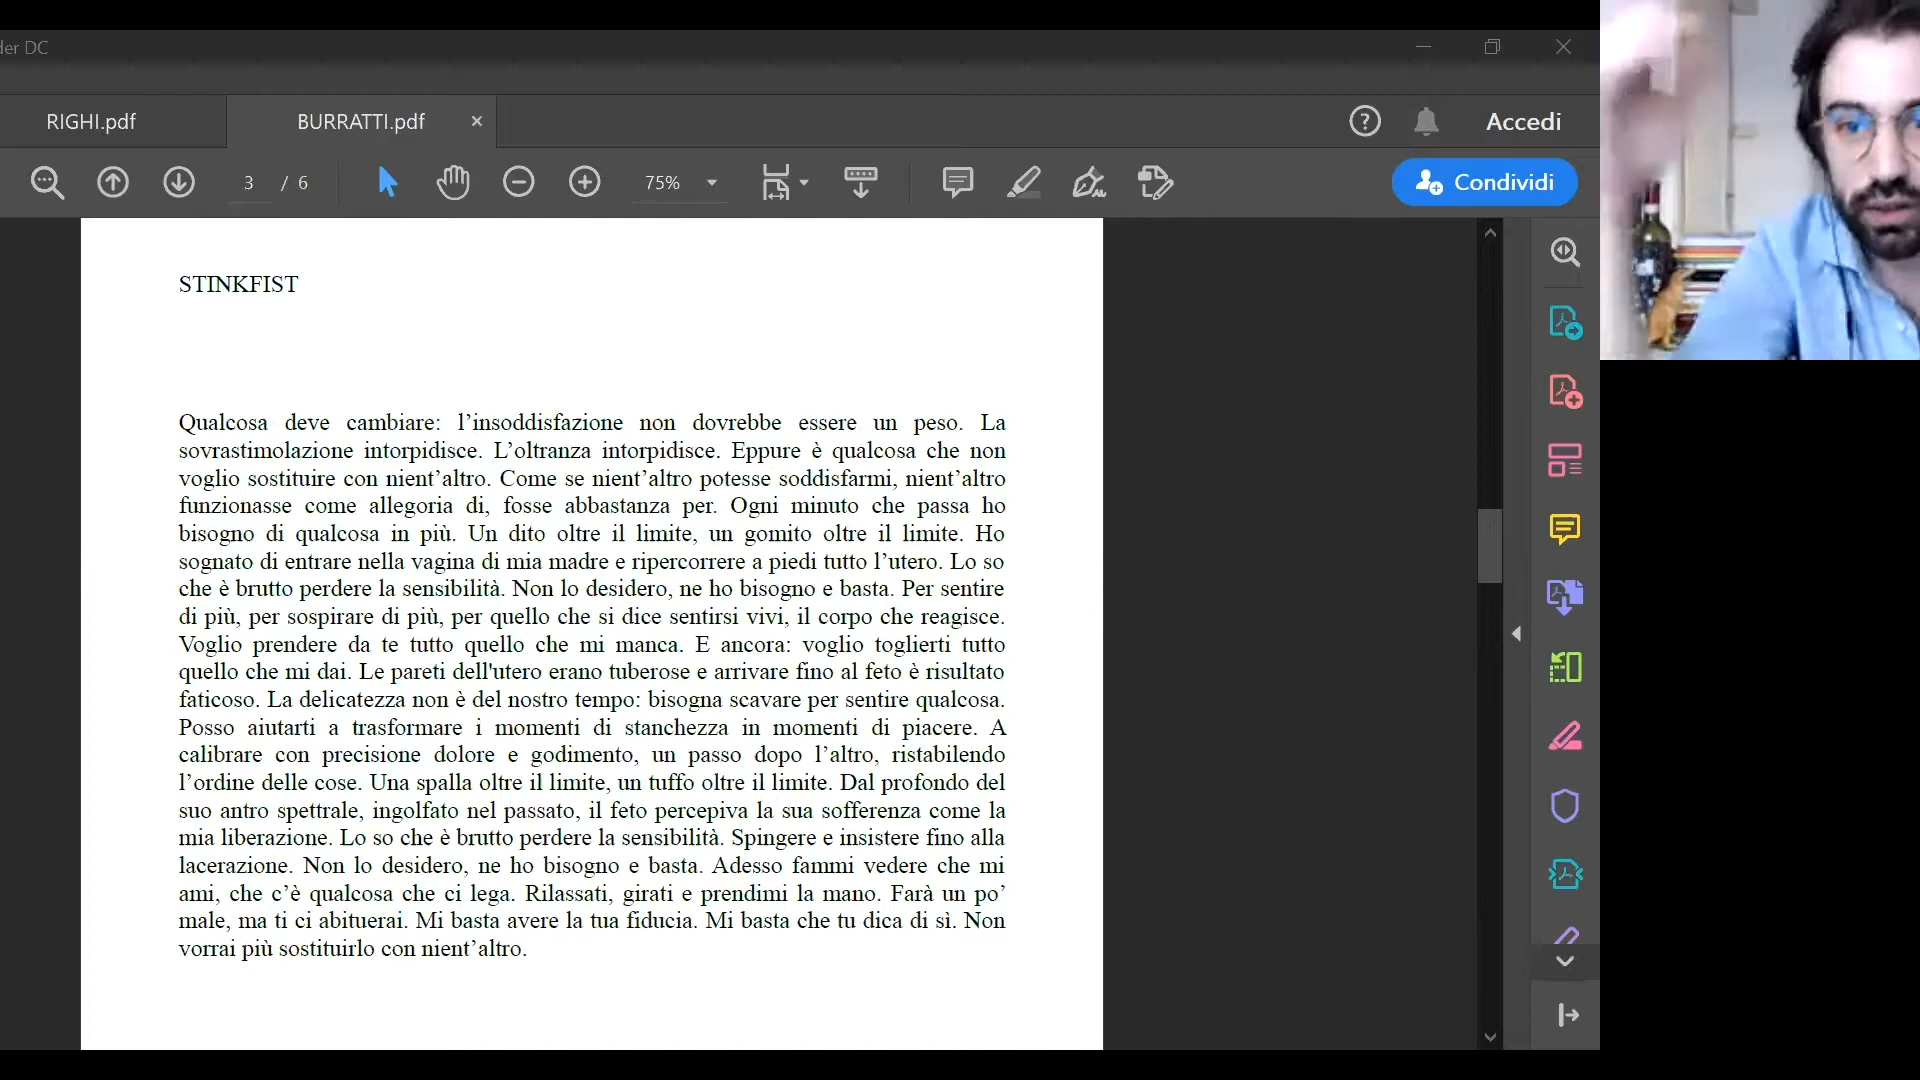 der DC
RIGHI.pdf
BURRATTI.pdf
Accedi
3 / 6
75%
Condividi
STINKFIST
Qualcosa deve cambiare: l’insoddisfazione non dovrebbe essere un peso. La
sovrastimolazione intorpidisce. L’oltranza intorpidisce. Eppure è qualcosa che non
voglio sostituire con nient’altro. Come se nient’altro potesse soddisfarmi, nient’altro
funzionasse come allegoria di, fosse abbastanza per. Ogni minuto che passa ho
bisogno di qualcosa in più. Un dito oltre il limite, un gomito oltre il limite. Ho
sognato di entrare nella vagina di mia madre e ripercorrere a piedi tutto l’utero. Lo so
che è brutto perdere la sensibilità. Non lo desidero, ne ho bisogno e basta. Per sentire
di più, per sospirare di più, per quello che si dice sentirsi vivi, il corpo che reagisce.
Voglio prendere da te tutto quello che mi manca. E ancora: voglio toglierti tutto
quello che mi dai. Le pareti dell'utero erano tuberose e arrivare fino al feto è risultato
faticoso. La delicatezza non è del nostro tempo: bisogna scavare per sentire qualcosa.
Posso aiutarti a trasformare i momenti di stanchezza in momenti di piacere. A
calibrare con precisione dolore e godimento, un passo dopo l’altro, ristabilendo
l’ordine delle cose. Una spalla oltre il limite, un tuffo oltre il limite. Dal profondo del
suo antro spettrale, ingolfato nel passato, il feto percepiva la sua sofferenza come la
mia liberazione. Lo so che è brutto perdere la sensibilità. Spingere e insistere fino alla
lacerazione. Non lo desidero, ne ho bisogno e basta. Adesso fammi vedere che mi
ami, che c’è qualcosa che ci lega. Rilassati, girati e prendimi la mano. Farà un po’
male, ma ti ci abituerai. Mi basta avere la tua fiducia. Mi basta che tu dica di sì. Non
vorrai più sostituirlo con nient’altro.